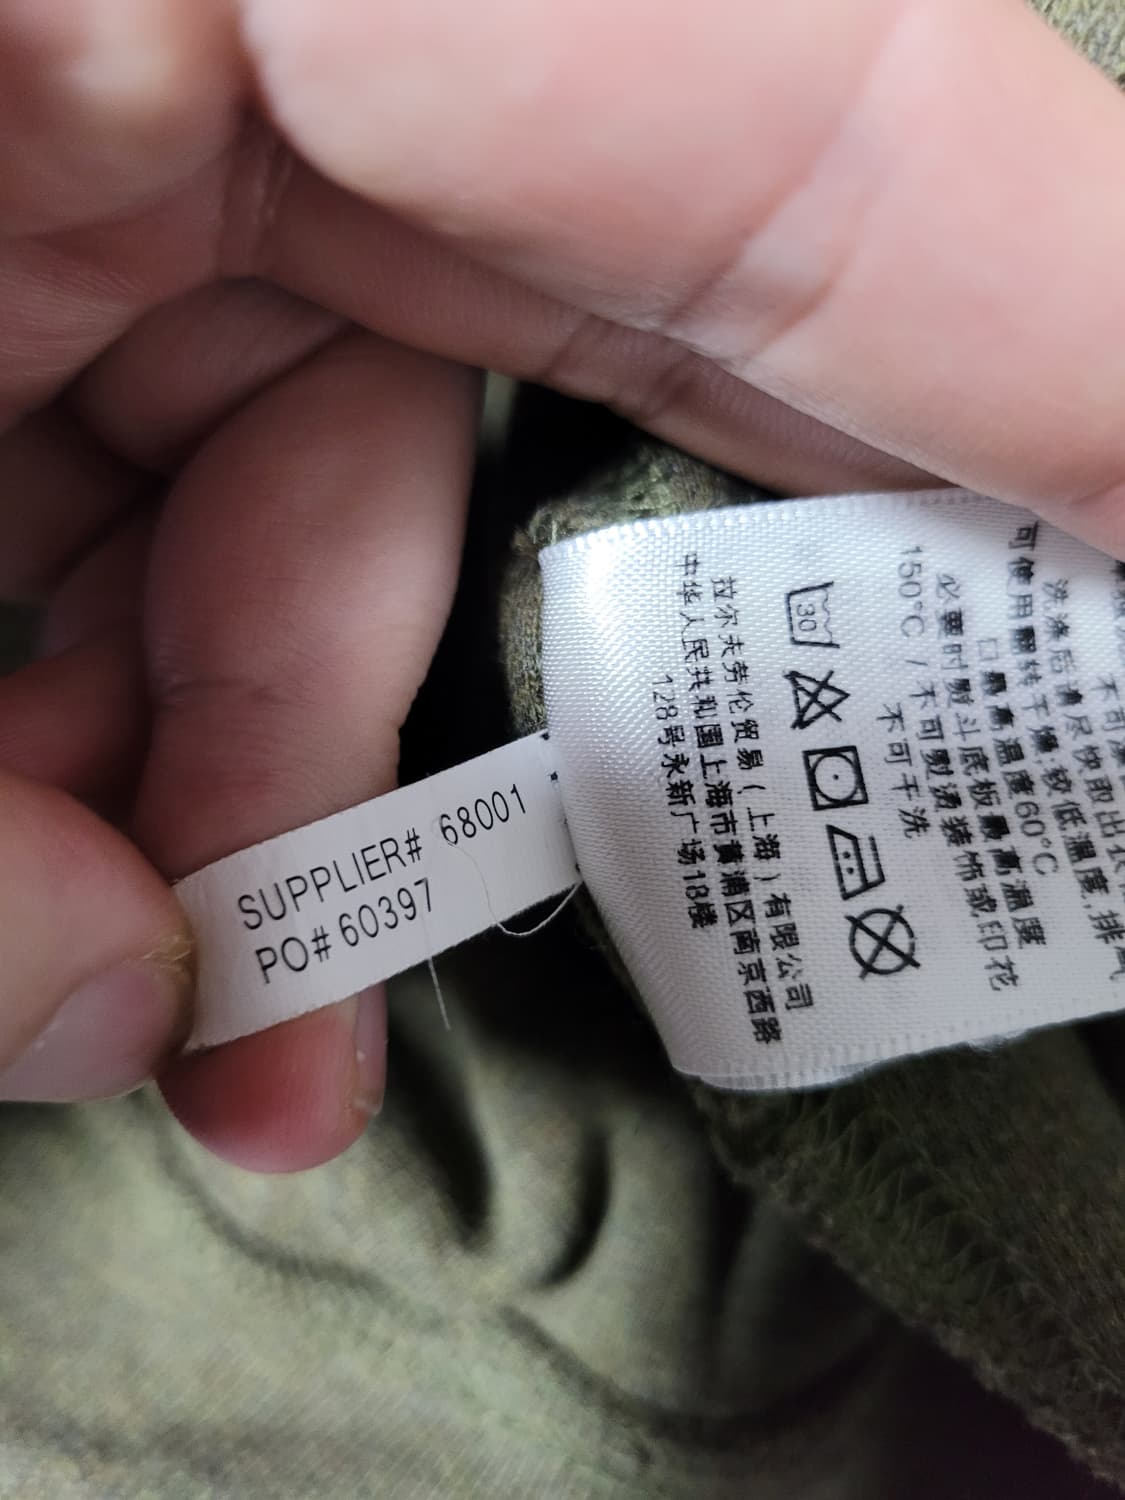 SUPPLIER# 68001
PO# 60397
洗涤后请尽快取出衣
可使用翻转干燥,较低温度,排气
口最高温度60°C
必要时熨斗底板最高温度
150°C / 不可熨烫装饰或印花
不可干洗
30
拉尔夫劳伦贸易(上海)有限公司
中华人民共和国上海市黄浦区南京西路
128号永新广场18楼